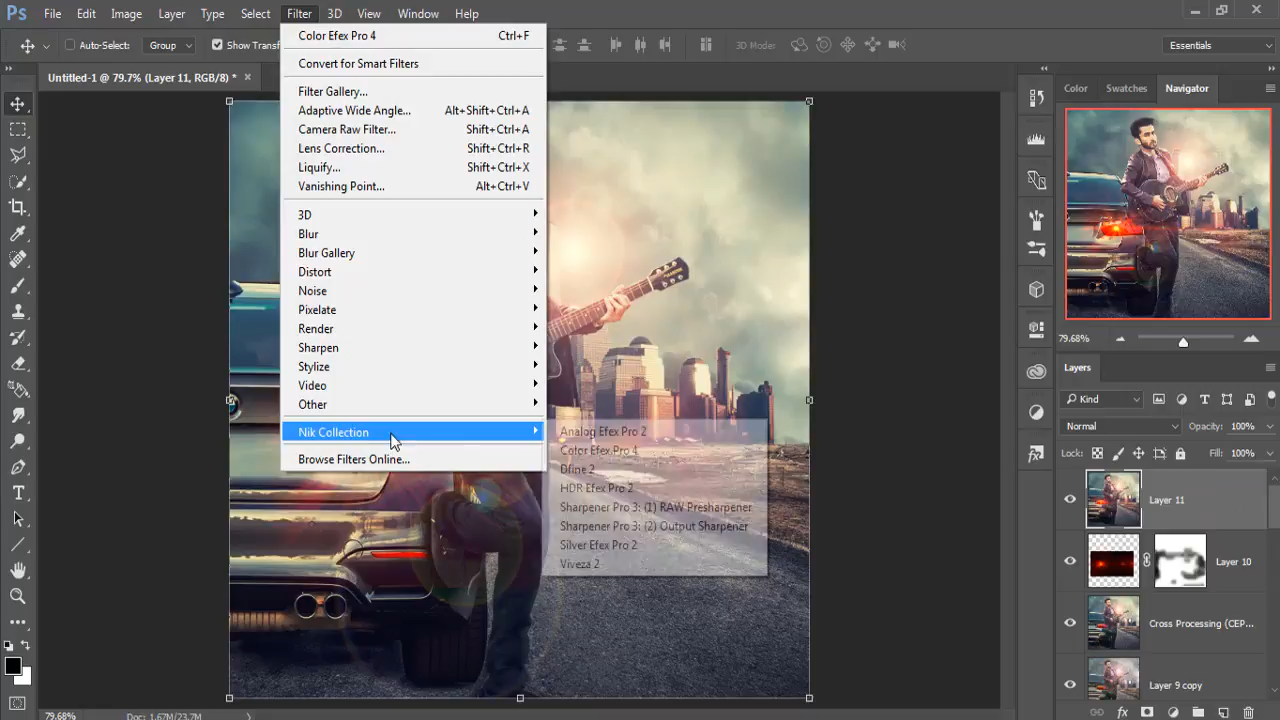 Ps File Edit Image Layer Type Select Filter 3D View Window Help
Auto-Select: Group Show Transf 3D Mode: Essentials
Untitled-1 @ 79.7% (Layer 11, RGB/8) * ×
Color Efex Pro 4 Ctrl+F
Convert for Smart Filters
Filter Gallery...
Adaptive Wide Angle... Alt+Shift+Ctrl+A
Camera Raw Filter... Shift+Ctrl+A
Lens Correction... Shift+Ctrl+R
Liquify... Shift+Ctrl+X
Vanishing Point... Alt+Ctrl+V
3D
Blur
Blur Gallery
Distort
Noise
Pixelate
Render
Sharpen
Stylize
Video
Other
Nik Collection
Browse Filters Online...
Analog Efex Pro 2
Color Efex Pro 4
Dfine 2
HDR Efex Pro 2
Sharpener Pro 3: (1) RAW Presharpener
Sharpener Pro 3: (2) Output Sharpener
Silver Efex Pro 2
Viveza 2
Color Swatches Navigator
79.68%
Layers
Kind
Normal Opacity: 100%
Lock: Fill: 100%
Layer 11
Layer 10
Cross Processing (CEP...
Layer 9 copy
fx
79.68% Doc: 1.67M/23.7M